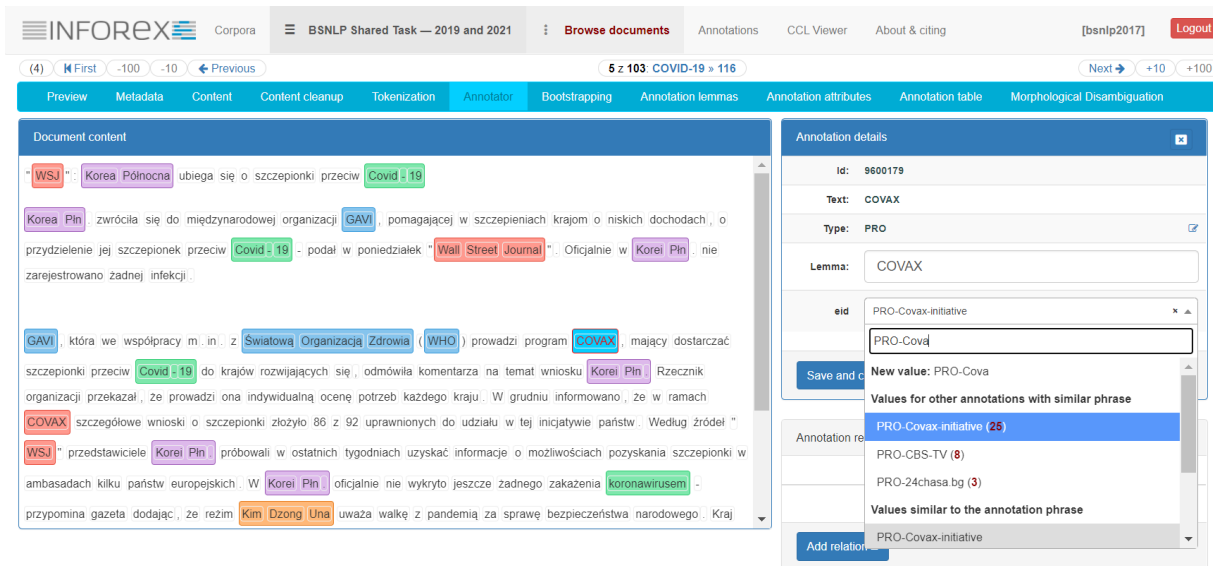 INFOREX Corpora ☰ BSNLP Shared Task — 2019 and 2021 ⋮ Browse documents Annotations CCL Viewer About & citing [bsnlp2017] Logout
(4) First -100 -10 Previous 5 z 103: COVID-19 » 116 Next +10 +100
Preview Metadata Content Content cleanup Tokenization Annotator Bootstrapping Annotation lemmas Annotation attributes Annotation table Morphological Disambiguation
Document content
" WSJ " : Korea Północna ubiega się o szczepionki przeciw Covid - 19
Korea Płn . zwróciła się do międzynarodowej organizacji GAVI , pomagającej w szczepieniach krajom o niskich dochodach , o
przydzielenie jej szczepionek przeciw Covid - 19 - podał w poniedziałek " Wall Street Journal " . Oficjalnie w Korei Płn . nie
zarejestrowano żadnej infekcji .
GAVI , która we współpracy m . in . z Światową Organizacją Zdrowia ( WHO ) prowadzi program COVAX , mający dostarczać
szczepionki przeciw Covid - 19 do krajów rozwijających się , odmówiła komentarza na temat wniosku Korei Płn . Rzecznik
organizacji przekazał , że prowadzi ona indywidualną ocenę potrzeb każdego kraju . W grudniu informowano , że w ramach
COVAX szczegółowe wnioski o szczepionki złożyło 86 z 92 uprawnionych do udziału w tej inicjatywie państw . Według źródeł "
WSJ " przedstawiciele Korei Płn . próbowali w ostatnich tygodniach uzyskać informacje o możliwościach pozyskania szczepionki w
ambasadach kilku państw europejskich . W Korei Płn . oficjalnie nie wykryto jeszcze żadnego zakażenia koronawirusem -
przypomina gazeta dodając , że reżim Kim Dzong Una uważa walkę z pandemią za sprawę bezpieczeństwa narodowego . Kraj
Annotation details
Id: 9600179
Text: COVAX
Type: PRO
Lemma: COVAX
eid PRO-Covax-initiative
PRO-Cova
New value: PRO-Cova
Values for other annotations with similar phrase
PRO-Covax-initiative (25)
PRO-CBS-TV (8)
PRO-24chasa.bg (3)
Values similar to the annotation phrase
PRO-Covax-initiative
Save and c
Annotation re
Add relation